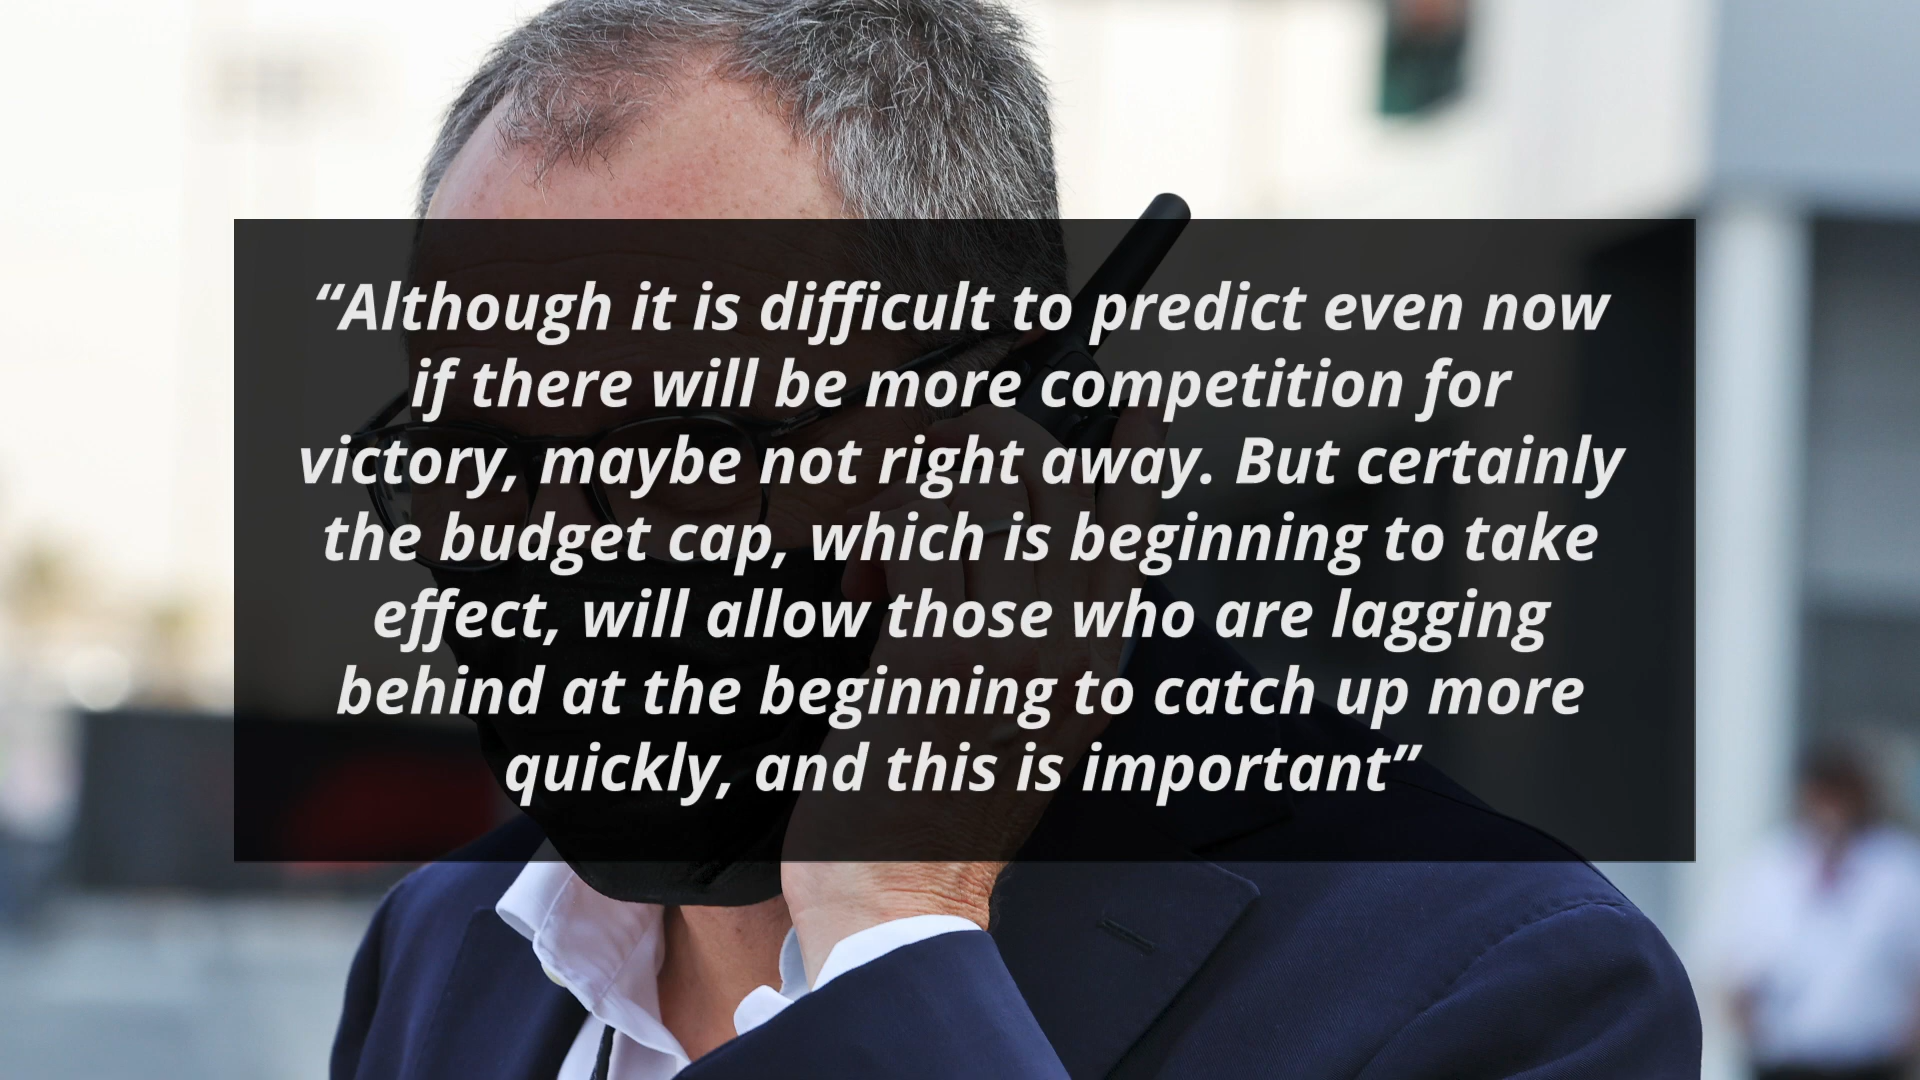 “Although it is difficult to predict even now
if there will be more competition for
victory, maybe not right away. But certainly
the budget cap, which is beginning to take
effect, will allow those who are lagging
behind at the beginning to catch up more
quickly, and this is important”